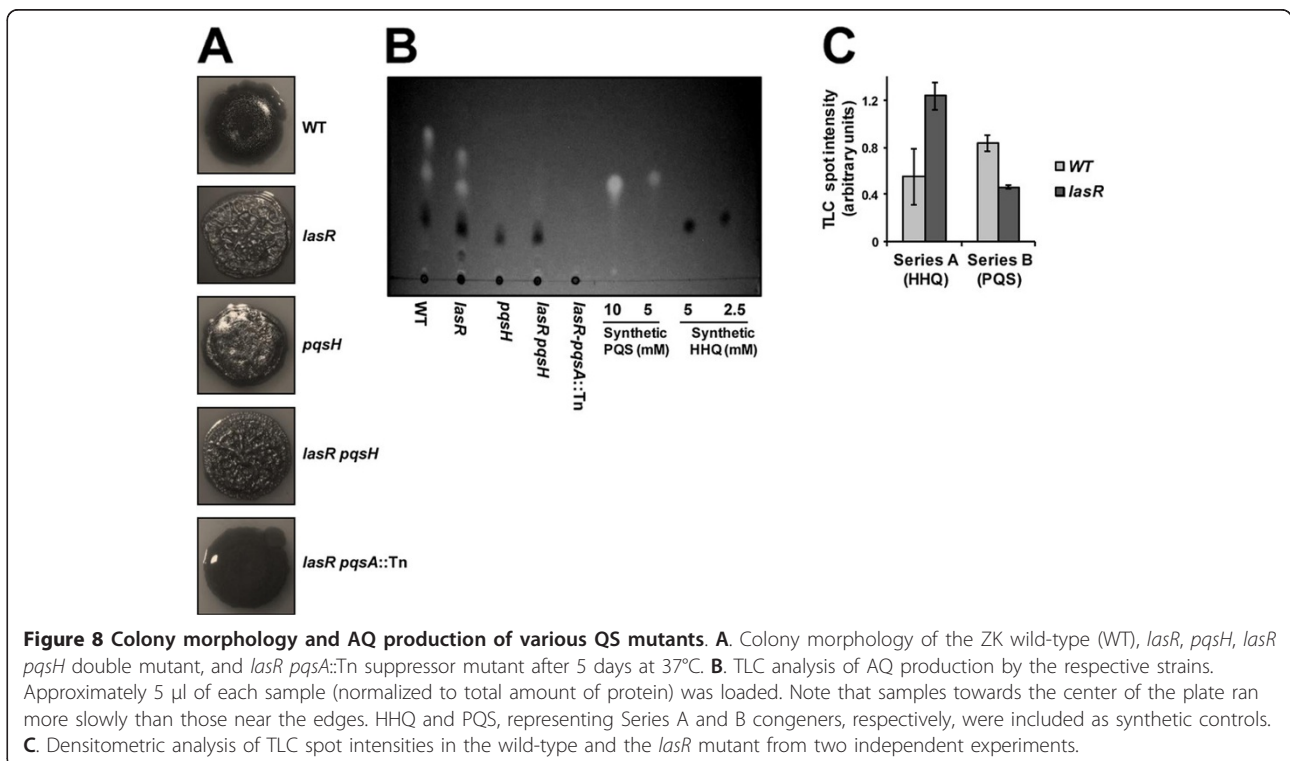 A
WT
lasR
pqsH
lasR pqsH
lasR pqsA::Tn
B
WT
lasR
pqsH
lasR pqsH
lasR-pqsA::Tn
10 5
Synthetic
PQS (mM)
5 2.5
Synthetic
HHQ (mM)
C
TLC spot intensity
(arbitrary units)
1.2
0.8
0.4
0
Series A
(HHQ)
Series B
(PQS)
WT
lasR
Figure 8 Colony morphology and AQ production of various QS mutants. A. Colony morphology of the ZK wild-type (WT), lasR, pqsH, lasR
pqsH double mutant, and lasR pqsA::Tn suppressor mutant after 5 days at 37°C. B. TLC analysis of AQ production by the respective strains.
Approximately 5 μl of each sample (normalized to total amount of protein) was loaded. Note that samples towards the center of the plate ran
more slowly than those near the edges. HHQ and PQS, representing Series A and B congeners, respectively, were included as synthetic controls.
C. Densitometric analysis of TLC spot intensities in the wild-type and the lasR mutant from two independent experiments.